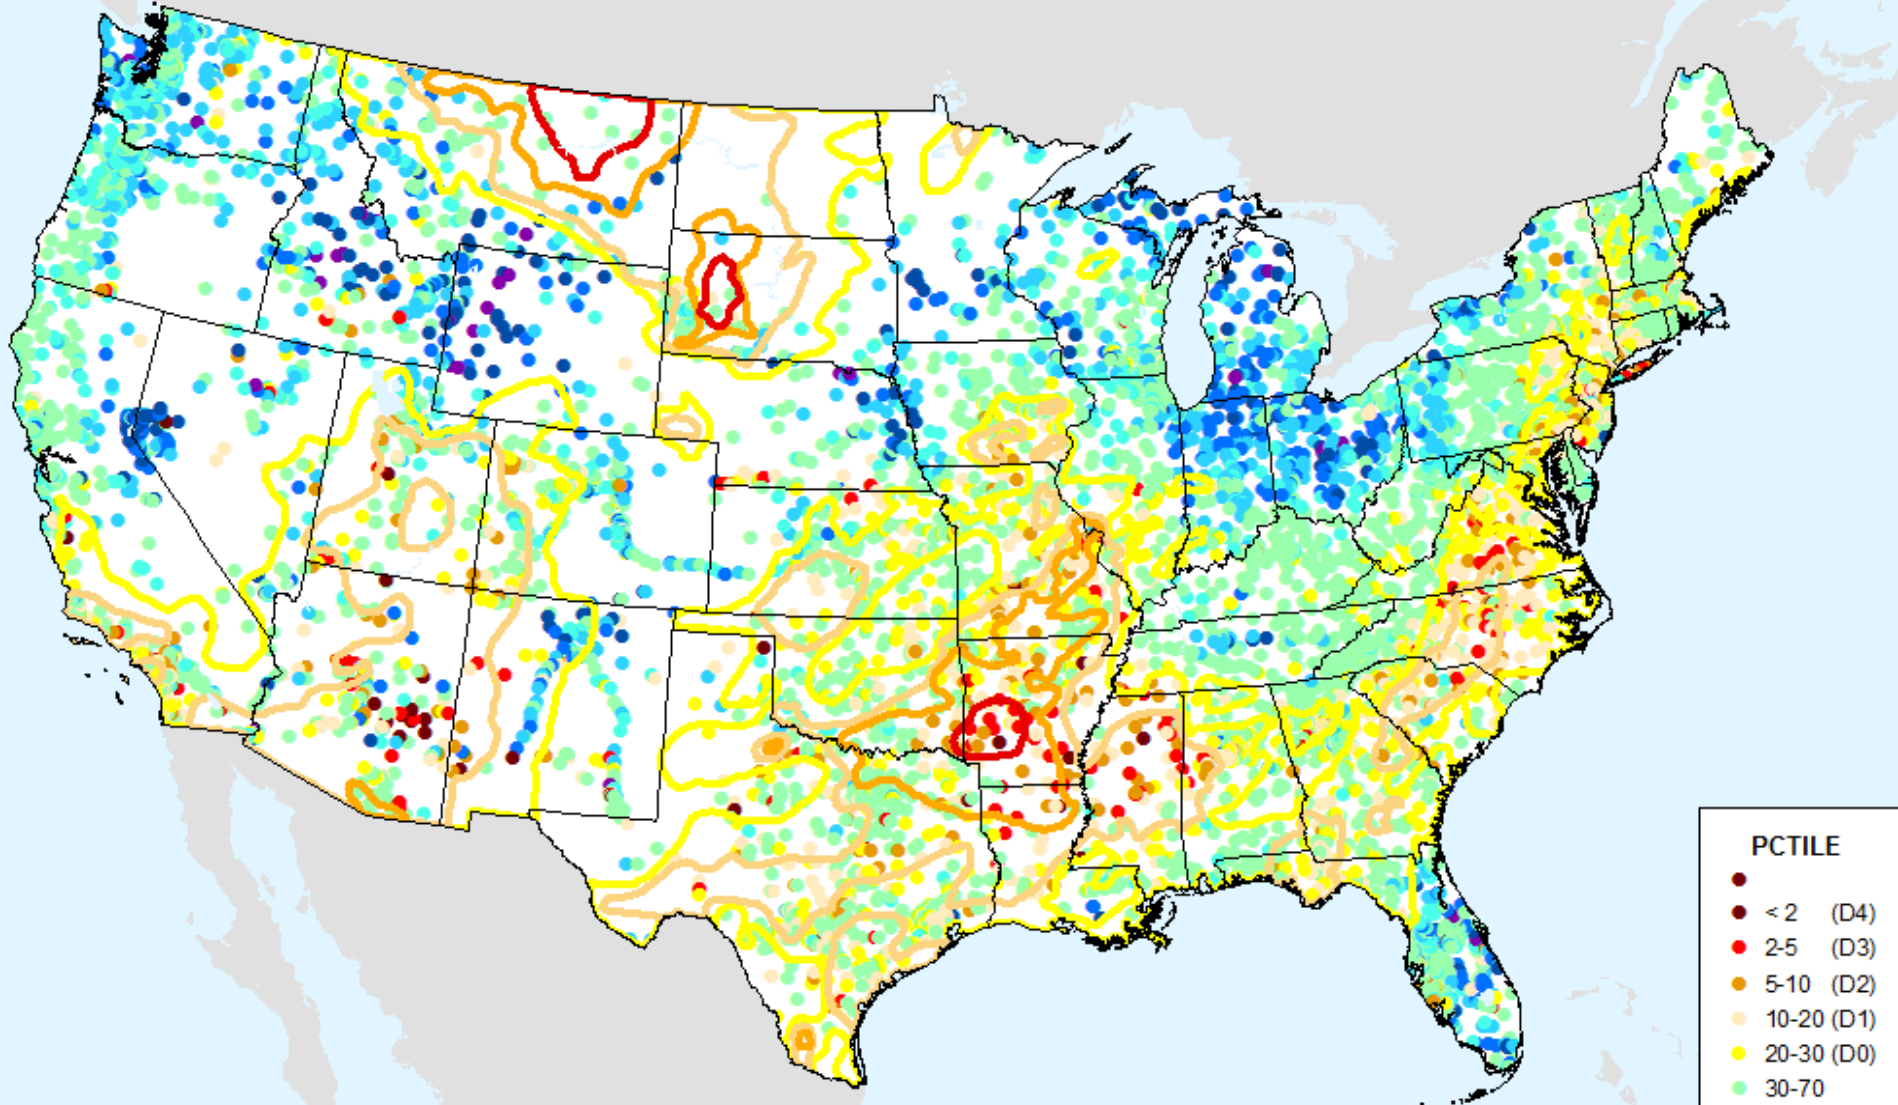 PCTILE
< 2 (D4)
2-5 (D3)
5-10 (D2)
10-20 (D1)
20-30 (D0)
30-70